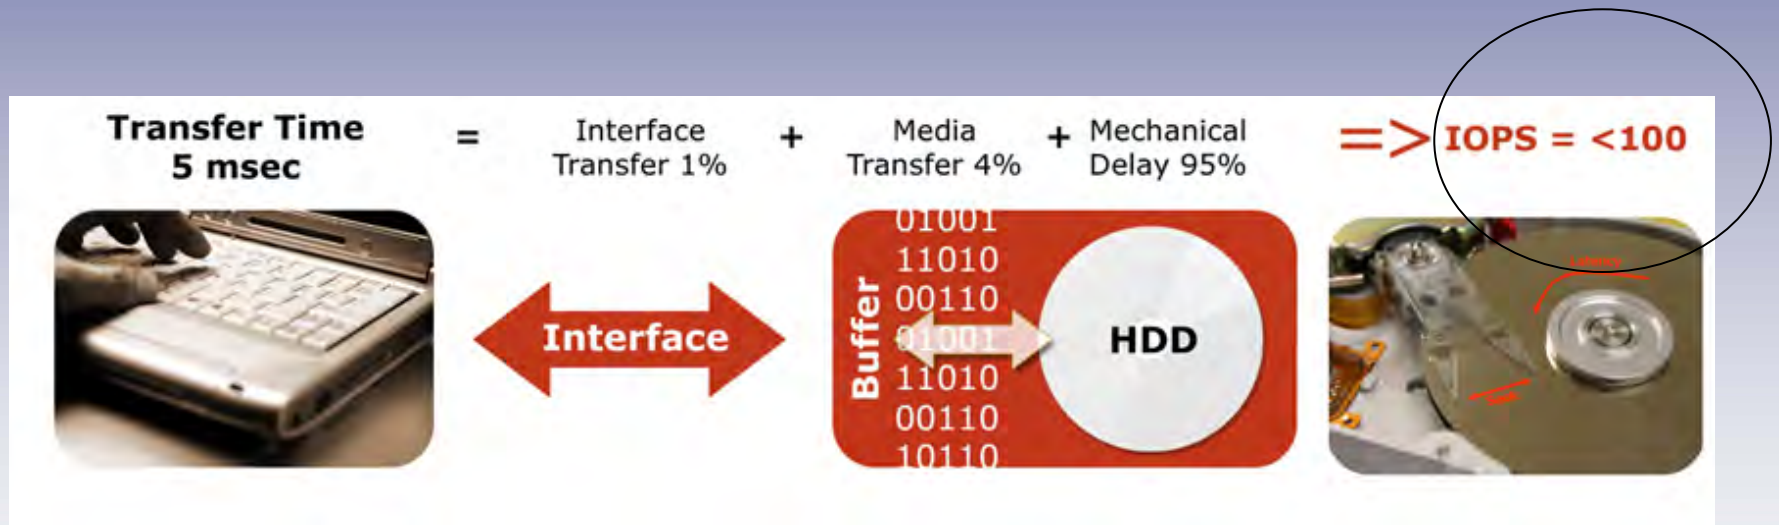 Transfer Time
5 msec
=
Interface
Transfer 1%
+
Media
Transfer 4%
+
Mechanical
Delay 95%
=> IOPS = <100
Interface
Buffer
01001
11010
00110
01001
11010
00110
10110
HDD
Latency